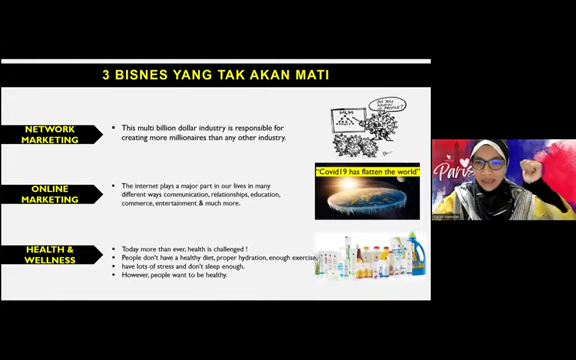 3 BISNES YANG TAK AKAN MATI
NETWORK
MARKETING
This multi billion dollar industry is responsible for
creating more millionaires than any other industry.
MLM
DO YOU
PEOPLE?
ONLINE
MARKETING
The internet plays a major part in our lives in many
different ways communication, relationships, education,
commerce, entertainment & much more.
"Covid19 has flatten the world"
Paris
HEALTH &
WELLNESS
Today more than ever, health is challenged !
People don't have a healthy diet, proper hydration, enough exercise,
have lots of stress and don't sleep enough.
However, people want to be healthy.